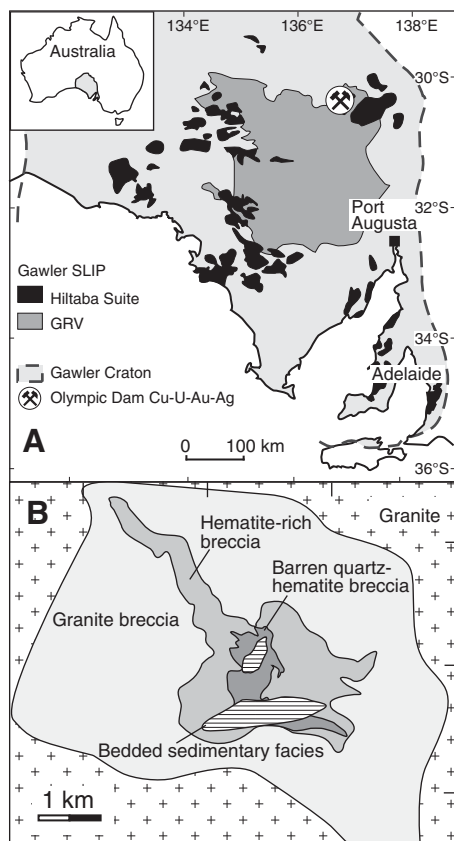 134°E 136°E 138°E
Australia
30°S
32°S
Port
Augusta
Gawler SLIP
Hiltaba Suite
GRV
34°S
Gawler Craton
Adelaide
Olympic Dam Cu-U-Au-Ag
A
0 100 km
36°S
B
Hematite-rich
breccia
Granite
Barren quartz-
hematite breccia
Granite breccia
Bedded sedimentary facies
1 km